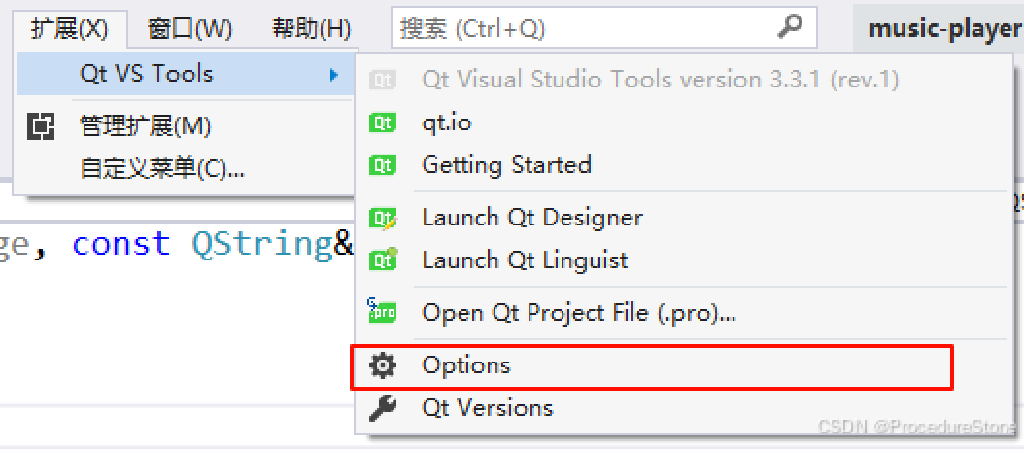 扩展(X) 窗口(W) 帮助(H) 搜索 (Ctrl+Q) music-player
Qt VS Tools
管理扩展(M)
自定义菜单(C)...
Qt Visual Studio Tools version 3.3.1 (rev.1)
qt.io
Getting Started
Launch Qt Designer
Launch Qt Linguist
Open Qt Project File (.pro)...
Options
Qt Versions
ge, const QString&
CSDN @ProcedureStone